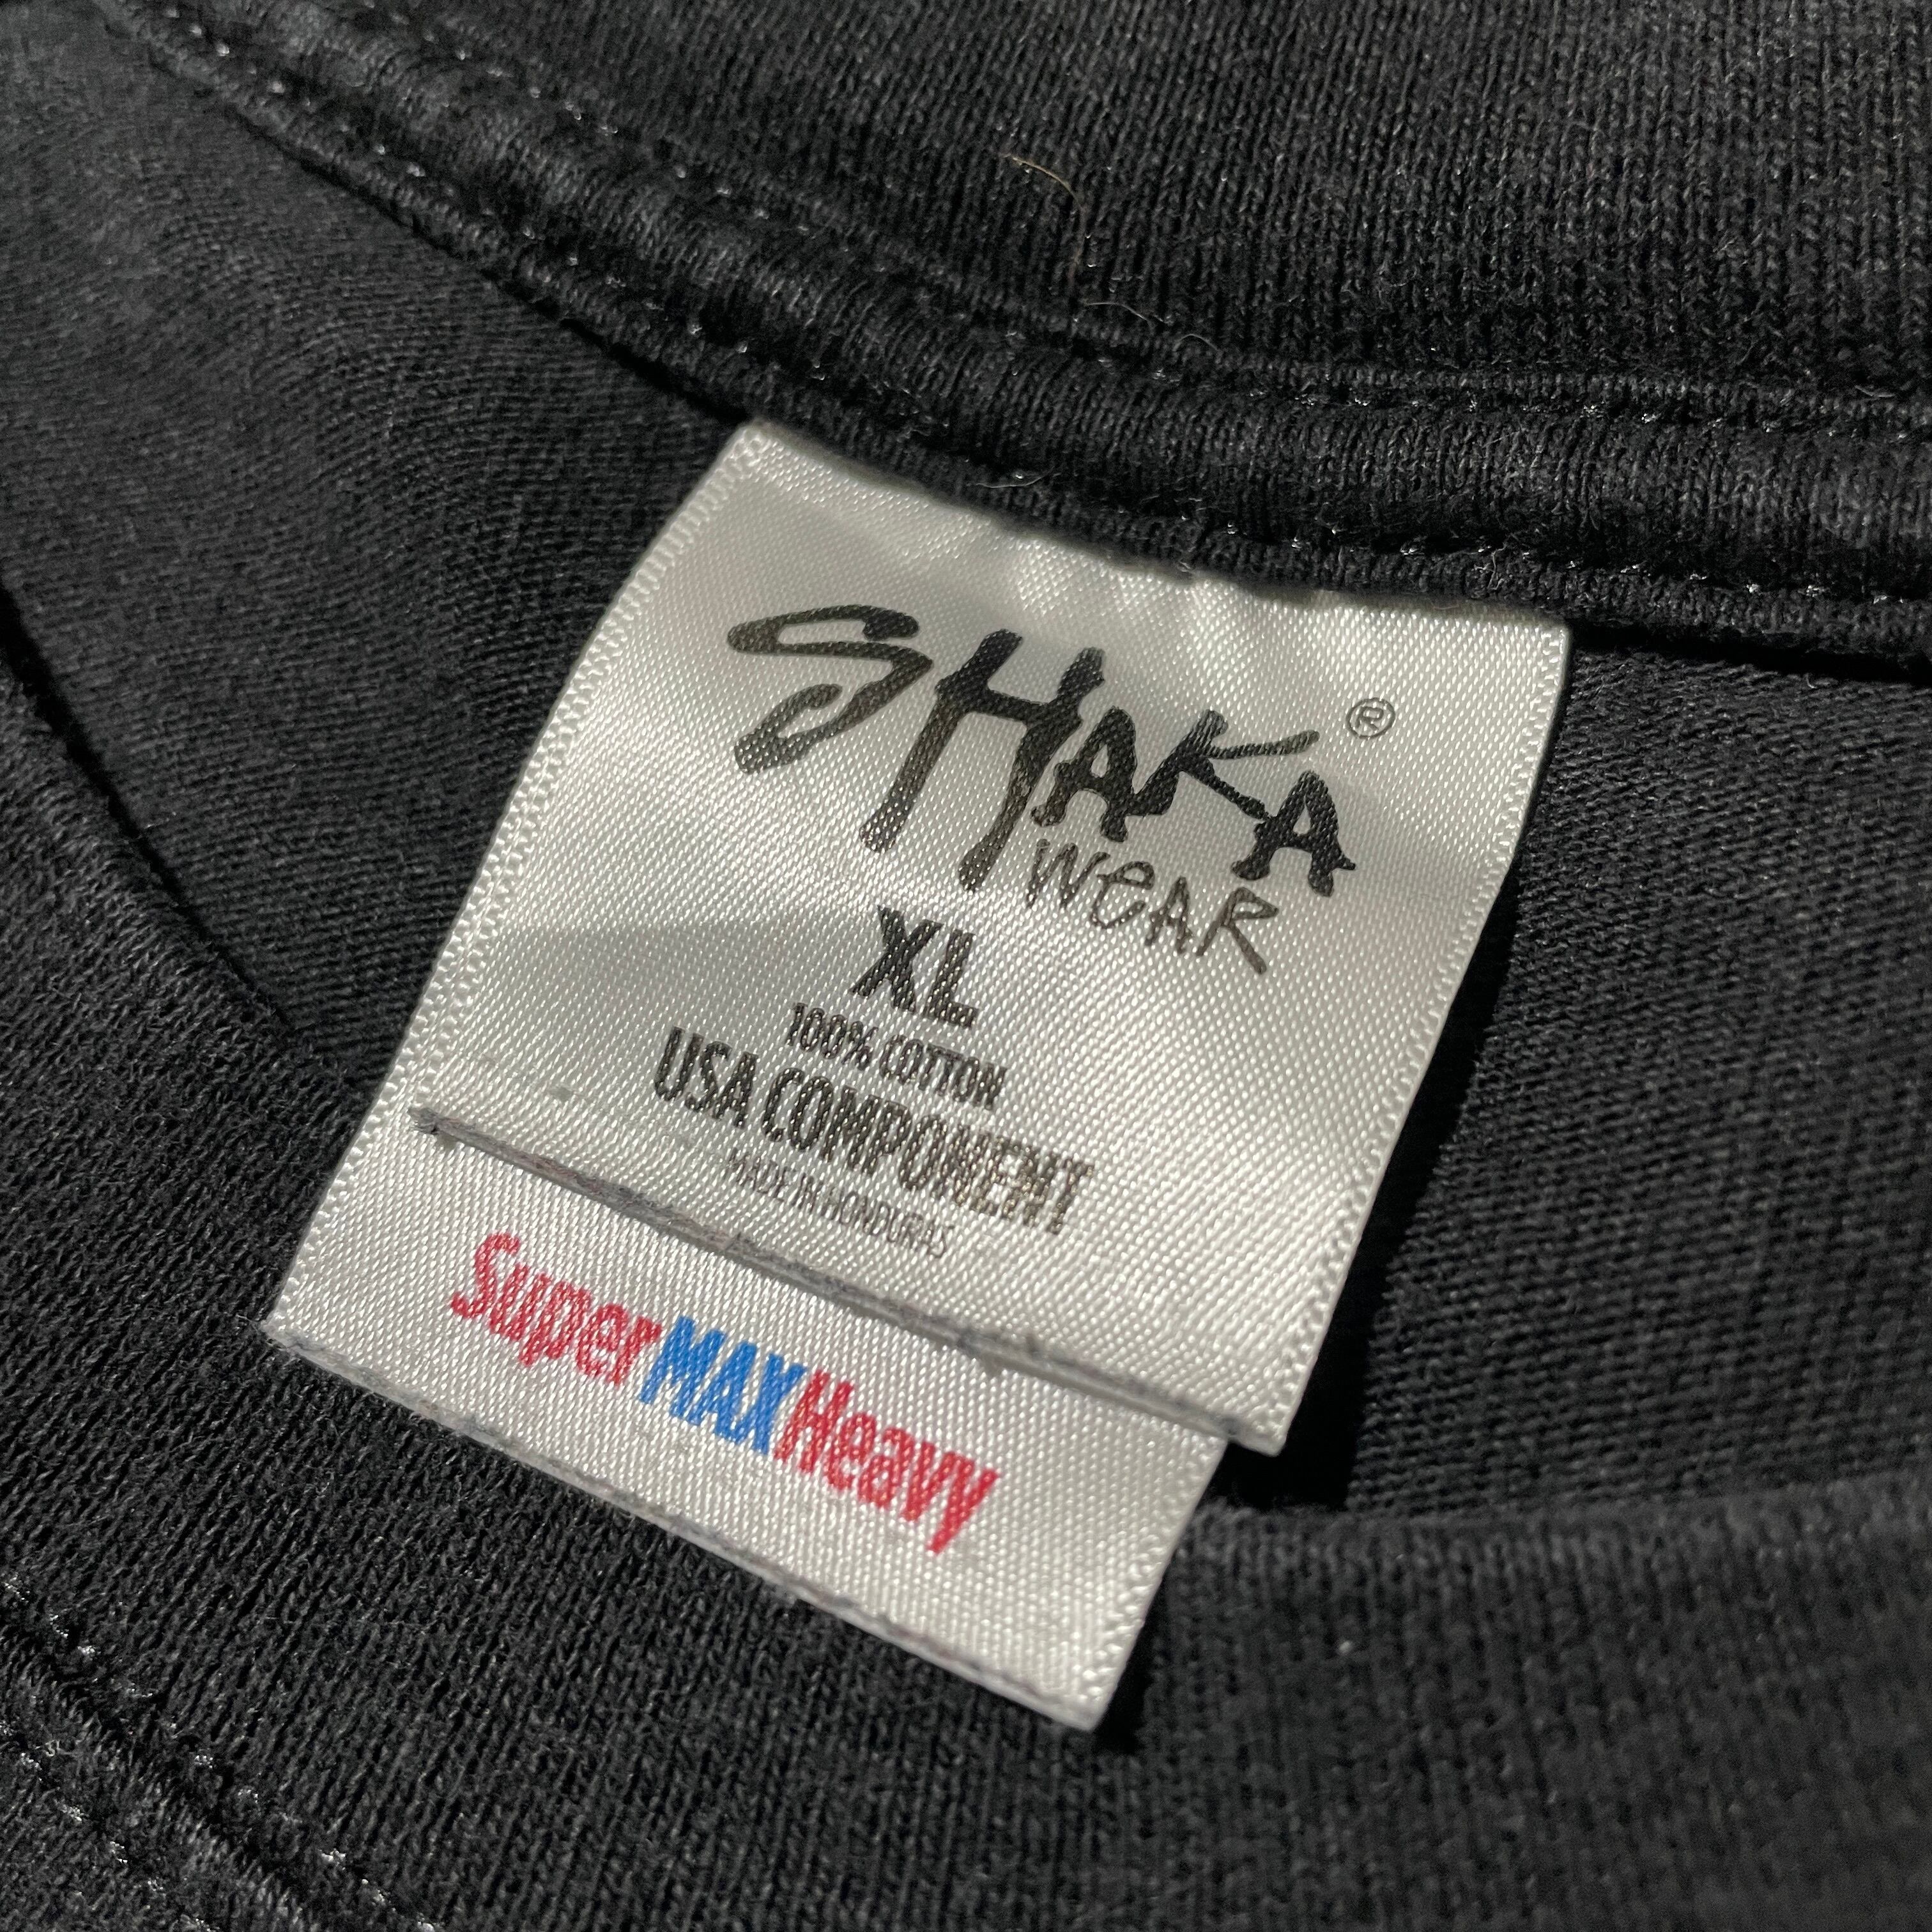 SHAKA ®
WEAR
XL
100% COTTON
USA COMPONENT
MADE IN HONDURAS
SuperMAXHeavy